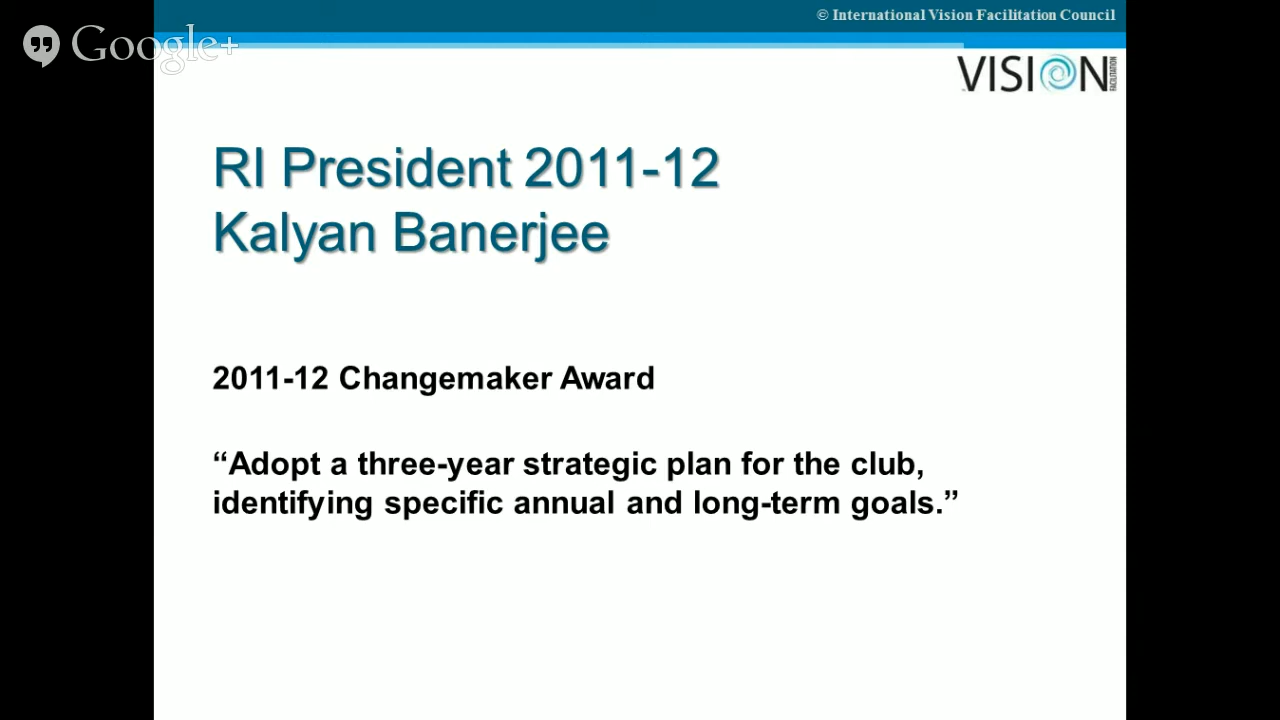 © International Vision Facilitation Council
Google+
VISION
FACILITATION
RI President 2011-12
Kalyan Banerjee
2011-12 Changemaker Award
“Adopt a three-year strategic plan for the club,
identifying specific annual and long-term goals.”